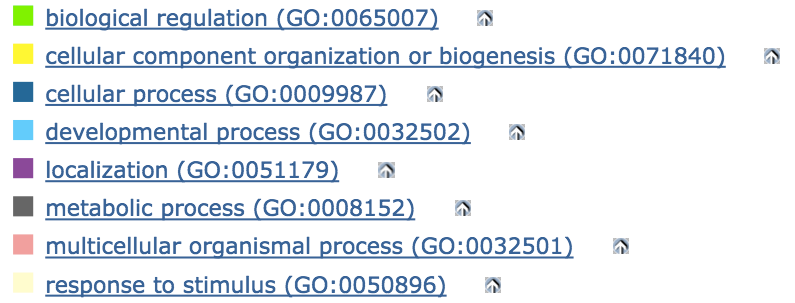 biological regulation (GO:0065007)
cellular component organization or biogenesis (GO:0071840)
cellular process (GO:0009987)
developmental process (GO:0032502)
localization (GO:0051179)
metabolic process (GO:0008152)
multicellular organismal process (GO:0032501)
response to stimulus (GO:0050896)